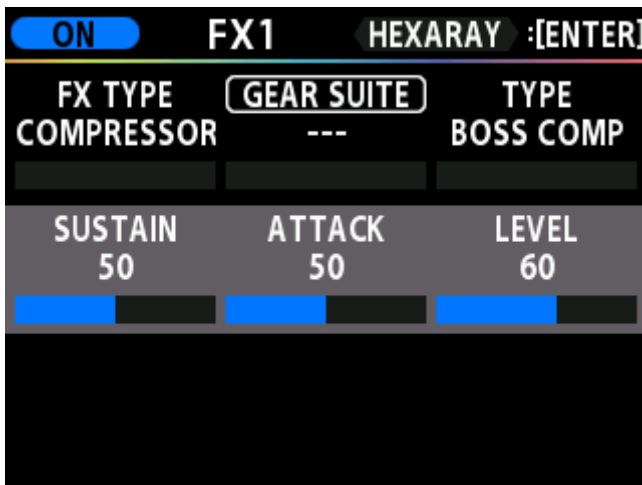 ON FX1 HEXARAY :[ENTER]
FX TYPE GEAR SUITE TYPE
COMPRESSOR --- BOSS COMP
SUSTAIN ATTACK LEVEL
50 50 60